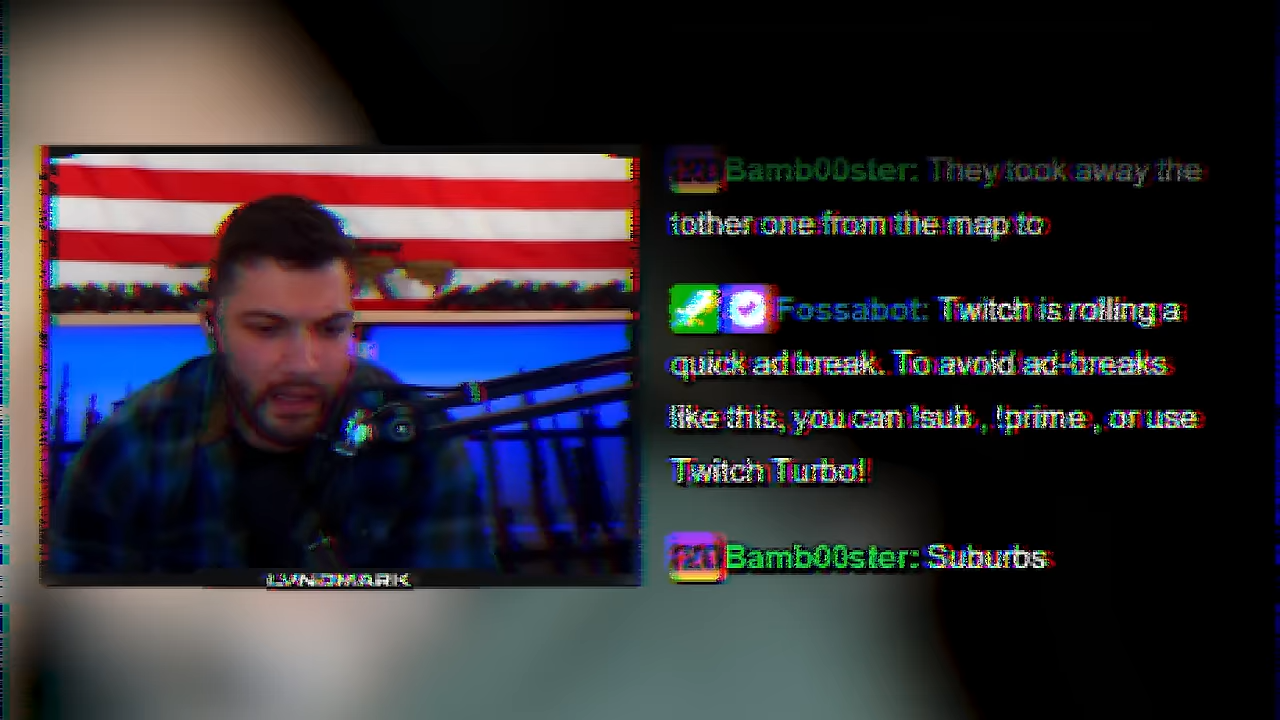 Bamb00ster: They took away the
tother one from the map to
Fossabot: Twitch is rolling a
quick ad break. To avoid ad-breaks
like this, you can !sub , !prime , or use
Twitch Turbo!!
Bamb00ster: Suburbs
LVNDMARK